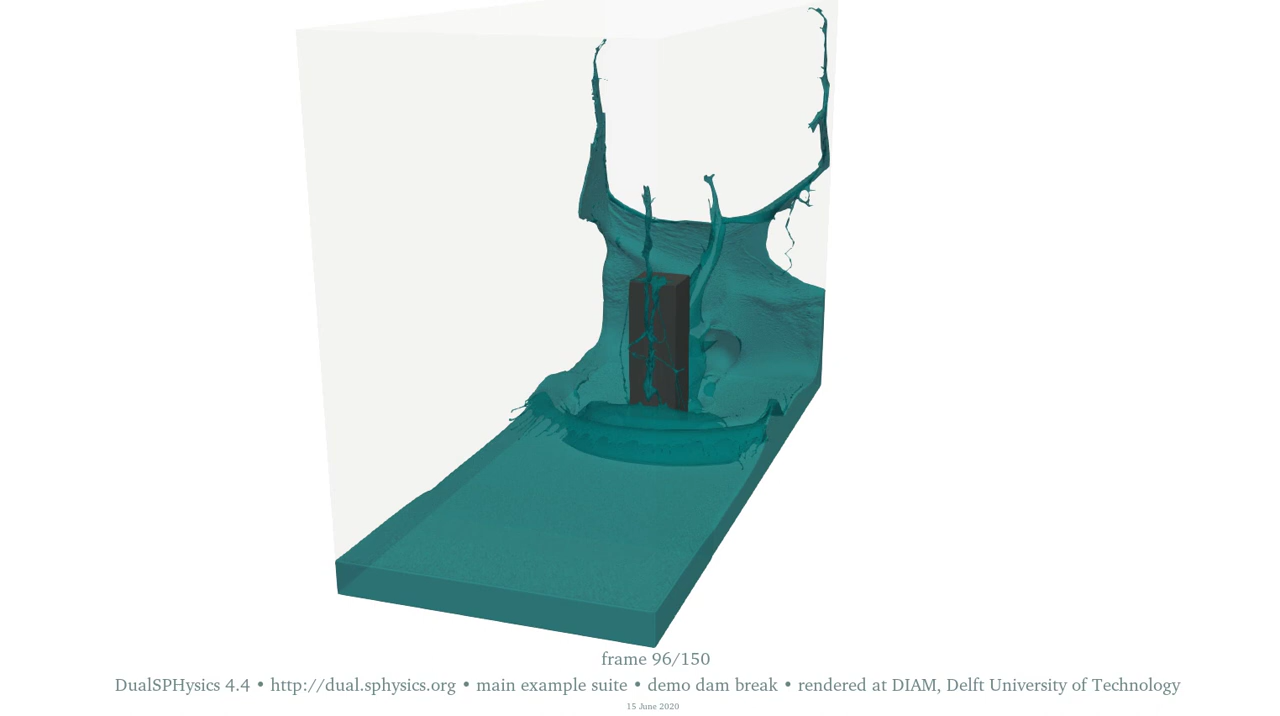 frame 96/150
DualSPHysics 4.4 • http://dual.sphysics.org • main example suite • demo dam break • rendered at DIAM, Delft University of Technology
15 June 2020